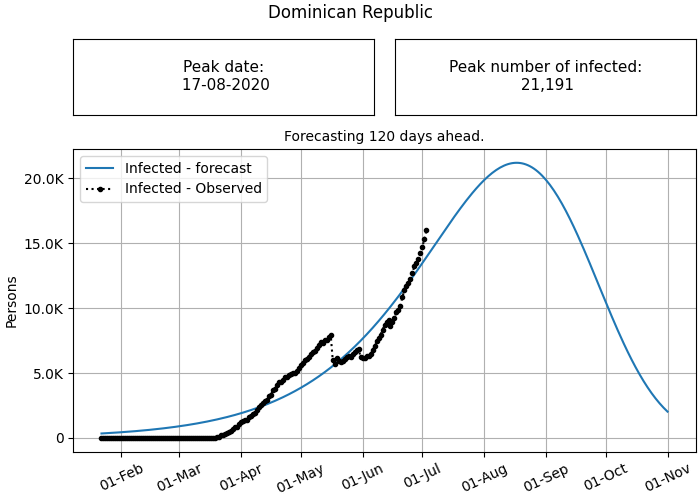 Dominican Republic
Peak date:
17-08-2020
Peak number of infected:
21,191
Forecasting 120 days ahead.
Infected - forecast
Infected - Observed
20.0K
15.0K
10.0K
5.0K
0
Persons
01-Feb
01-Mar
01-Apr
01-May
01-Jun
01-Jul
01-Aug
01-Sep
01-Oct
01-Nov